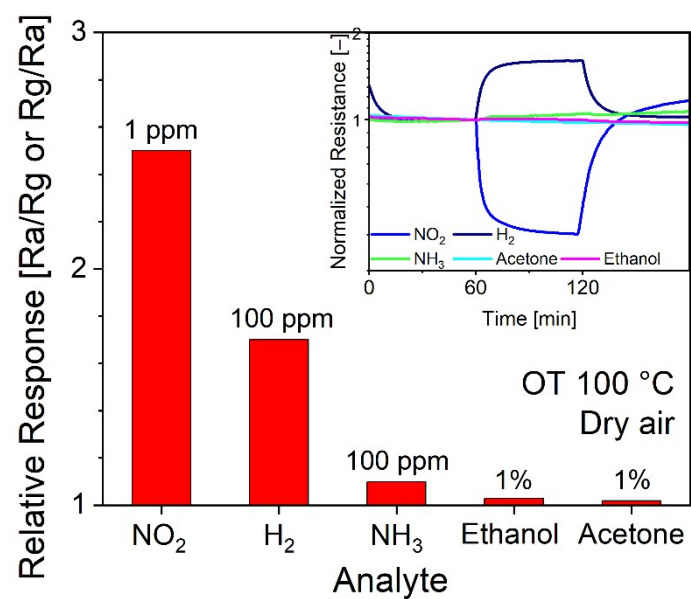 Relative Response [Ra/Rg or Rg/Ra]
3
2
1
1 ppm
100 ppm
100 ppm
1%
1%
NO₂
H₂
NH₃
Ethanol
Acetone
Analyte
OT 100 °C
Dry air
Normalized Resistance [–]
2
1
NO₂
H₂
NH₃
Acetone
Ethanol
0
60
120
Time [min]